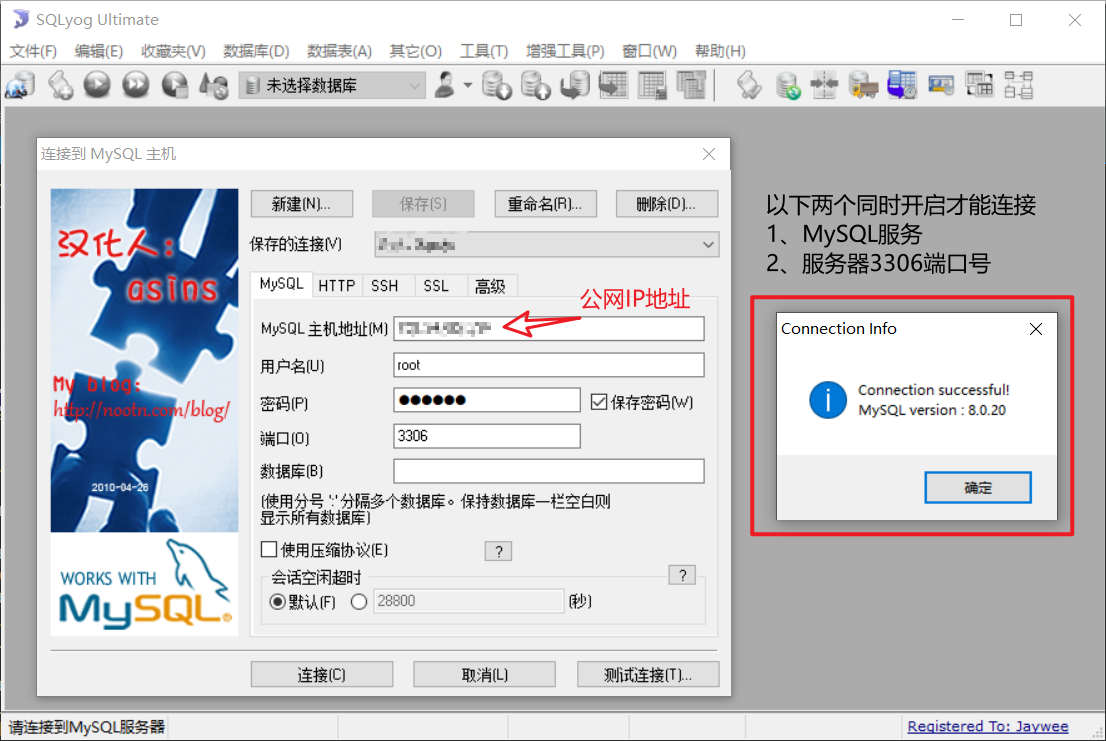 SQLyog Ultimate
文件(F) 编辑(E) 收藏夹(V) 数据库(D) 数据表(A) 其它(O) 工具(T) 增强工具(P) 窗口(W) 帮助(H)
未选择数据库
连接到 MySQL 主机
汉化人:
asins
My blog:
http://nootn.com/blog/
2010-04-26
WORKS WITH
MySQL
新建(N)... 保存(S) 重命名(R)... 删除(D)...
保存的连接(V)
MySQL HTTP SSH SSL 高级
公网IP地址
MySQL 主机地址(M)
用户名(U) root
密码(P) ●●●●●● 保存密码(W)
端口(O) 3306
数据库(B)
(使用分号 ';' 分隔多个数据库。保持数据库一栏空白则
显示所有数据库)
使用压缩协议(E) ?
会话空闲超时 ?
默认(F) 28800 (秒)
连接(C) 取消(L) 测试连接(T)...
以下两个同时开启才能连接
1、MySQL服务
2、服务器3306端口号
Connection Info
Connection successful!
MySQL version : 8.0.20
确定
请连接到MySQL服务器
Registered To: Jaywee